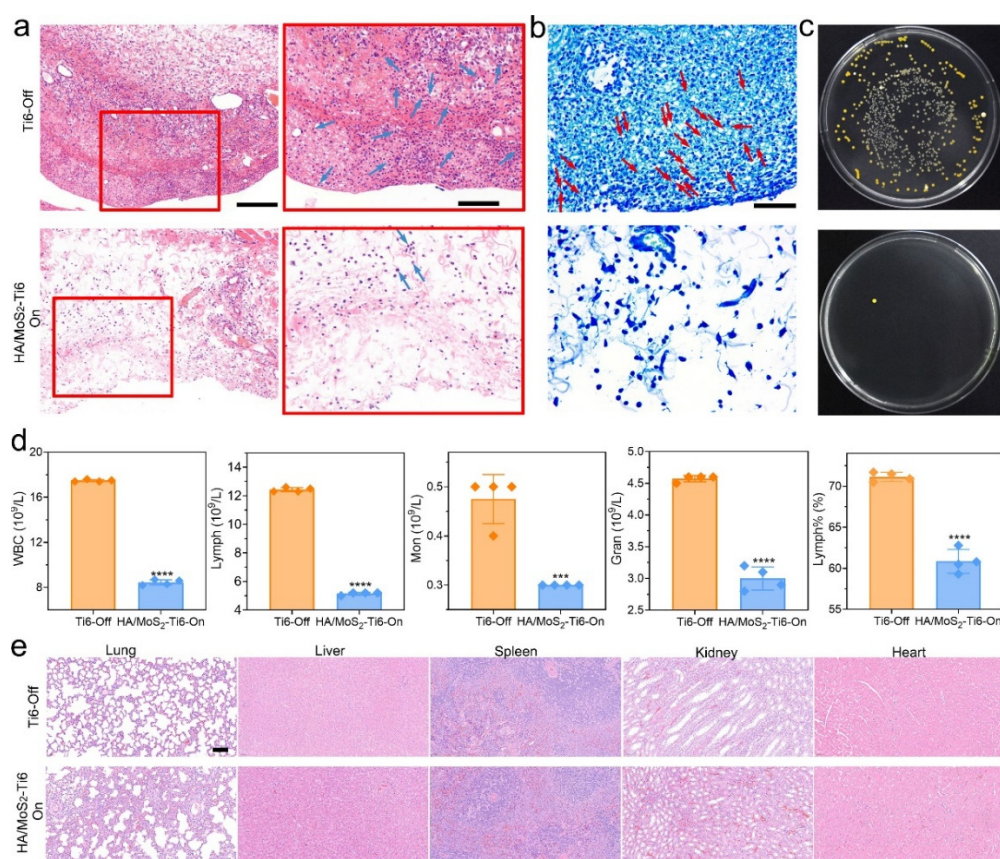 a
b
c
Ti6-Off
HA/MoS₂-Ti6
On
d
WBC (10⁹/L)
20
16
12
8
****
Ti6-Off HA/MoS₂-Ti6-On
Lymph (10⁹/L)
14
12
10
8
6
4
****
Ti6-Off HA/MoS₂-Ti6-On
Mon (10⁹/L)
0.5
0.4
0.3
***
Ti6-Off HA/MoS₂-Ti6-On
Gran (10⁹/L)
5.0
4.5
4.0
3.5
3.0
2.5
****
Ti6-Off HA/MoS₂-Ti6-On
Lymph% (%)
75
70
65
60
55
****
Ti6-Off HA/MoS₂-Ti6-On
e
Lung Liver Spleen Kidney Heart
Ti6-Off
HA/MoS₂-Ti6
On